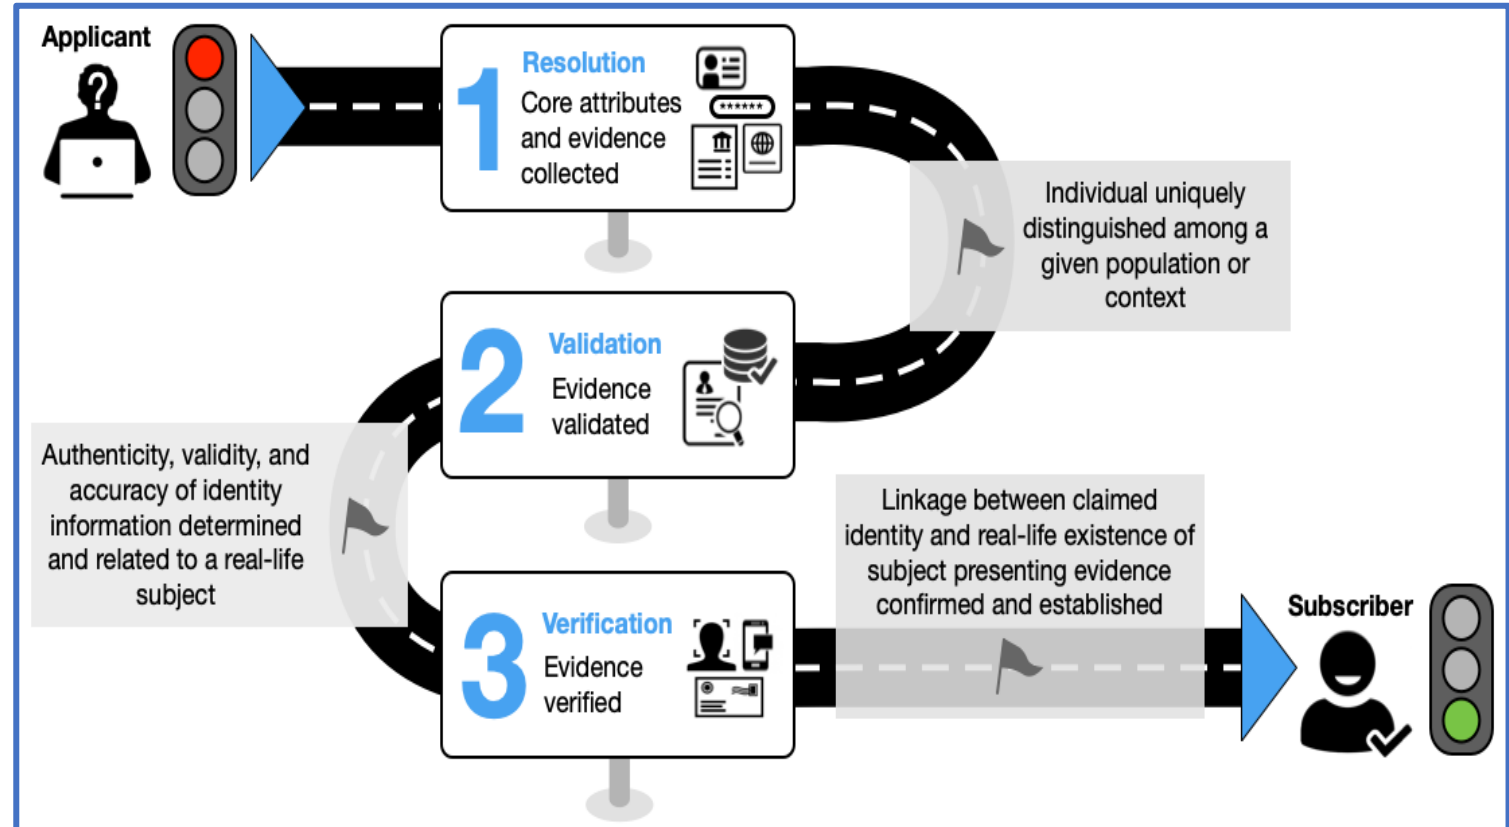 Applicant
?
1
Resolution
Core attributes
and evidence
collected
******
Individual uniquely
distinguished among a
given population or
context
2
Validation
Evidence
validated
Authenticity, validity, and
accuracy of identity
information determined
and related to a real-life
subject
3
Verification
Evidence
verified
Linkage between claimed
identity and real-life existence of
subject presenting evidence
confirmed and established
Subscriber